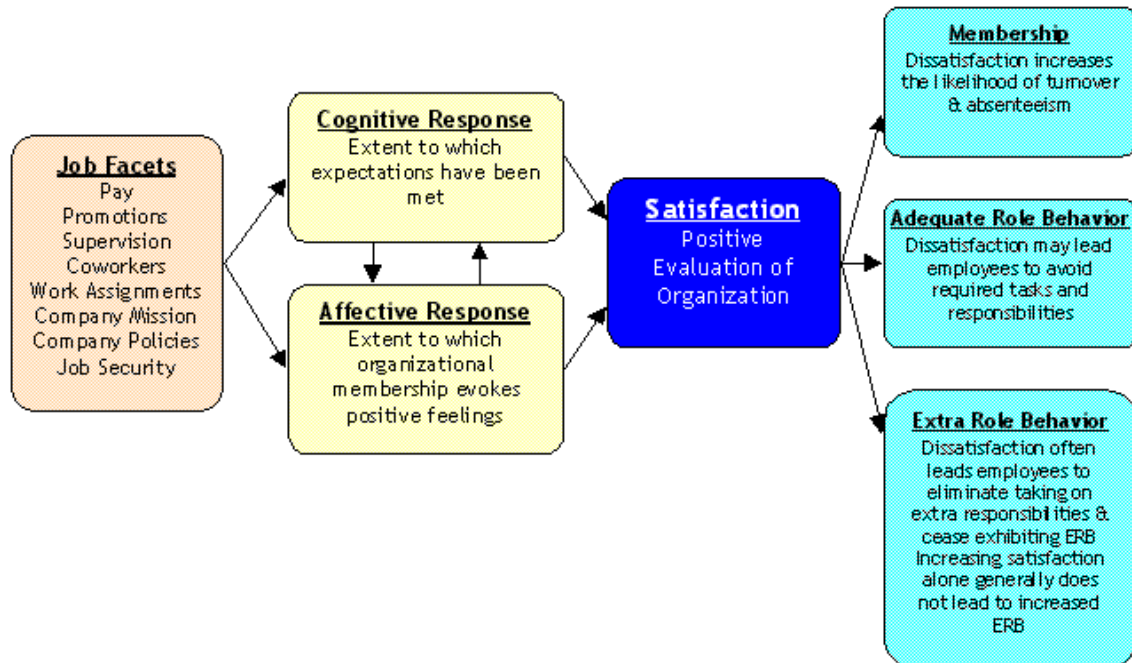 Job Facets
Pay
Promotions
Supervision
Coworkers
Work Assignments
Company Mission
Company Policies
Job Security
Cognitive Response
Extent to which
expectations have been
met
Affective Response
Extent to which
organizational
membership evokes
positive feelings
Satisfaction
Positive
Evaluation of
Organization
Membership
Dissatisfaction increases
the likelihood of turnover
& absenteeism
Adequate Role Behavior
Dissatisfaction may lead
employees to avoid
required tasks and
responsibilities
Extra Role Behavior
Dissatisfaction often
leads employees to
eliminate taking on
extra responsibilities &
cease exhibiting ERB
Increasing satisfaction
alone generally does
not lead to increased
ERB